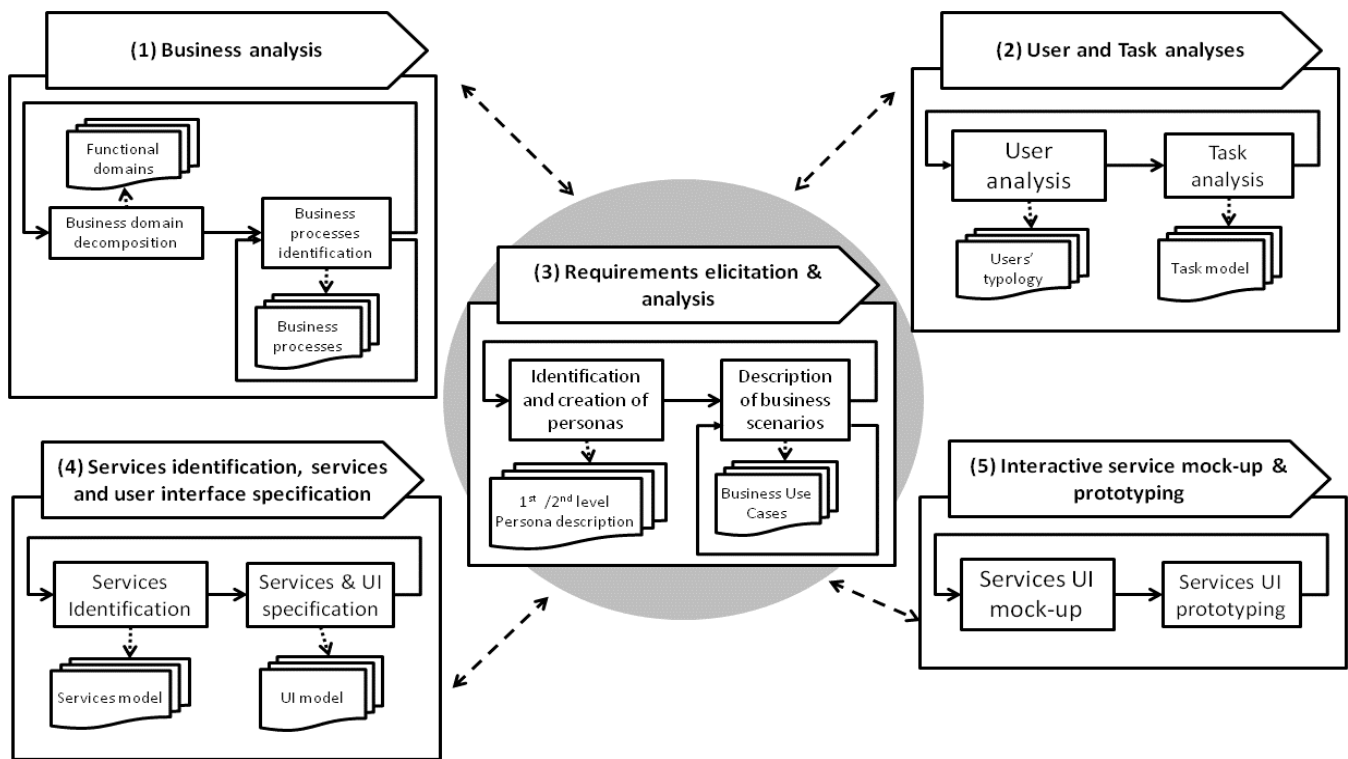 (1) Business analysis
Functional
domains
Business domain
decomposition
Business
processes
identification
Business
processes
(2) User and Task analyses
User
analysis
Task
analysis
Users'
typology
Task model
(3) Requirements elicitation &
analysis
Identification
and creation of
personas
Description
of business
scenarios
1st /2nd level
Persona description
Business Use
Cases
(4) Services identification, services
and user interface specification
Services
Identification
Services & UI
specification
Services model
UI model
(5) Interactive service mock-up &
prototyping
Services UI
mock-up
Services UI
prototyping